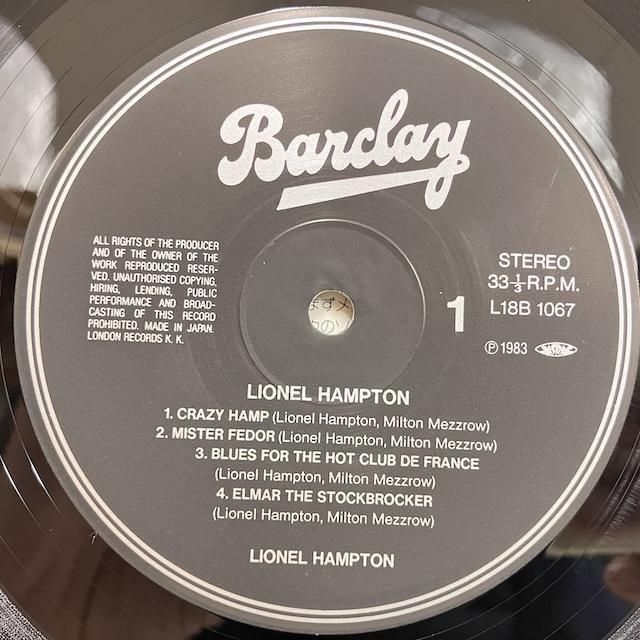 Barclay
ALL RIGHTS OF THE PRODUCER
AND OF THE OWNER OF THE
WORK REPRODUCED RESER-
VED. UNAUTHORISED COPYING,
HIRING, LENDING, PUBLIC
PERFORMANCE AND BROAD-
CASTING OF THIS RECORD
PROHIBITED. MADE IN JAPAN.
LONDON RECORDS K. K.
STEREO
33⅓ R.P.M.
L18B 1067
1
Ⓟ1983
LIONEL HAMPTON
1. CRAZY HAMP (Lionel Hampton, Milton Mezzrow)
2. MISTER FEDOR (Lionel Hampton, Milton Mezzrow)
3. BLUES FOR THE HOT CLUB DE FRANCE
(Lionel Hampton, Milton Mezzrow)
4. ELMAR THE STOCKBROCKER
(Lionel Hampton, Milton Mezzrow)
LIONEL HAMPTON